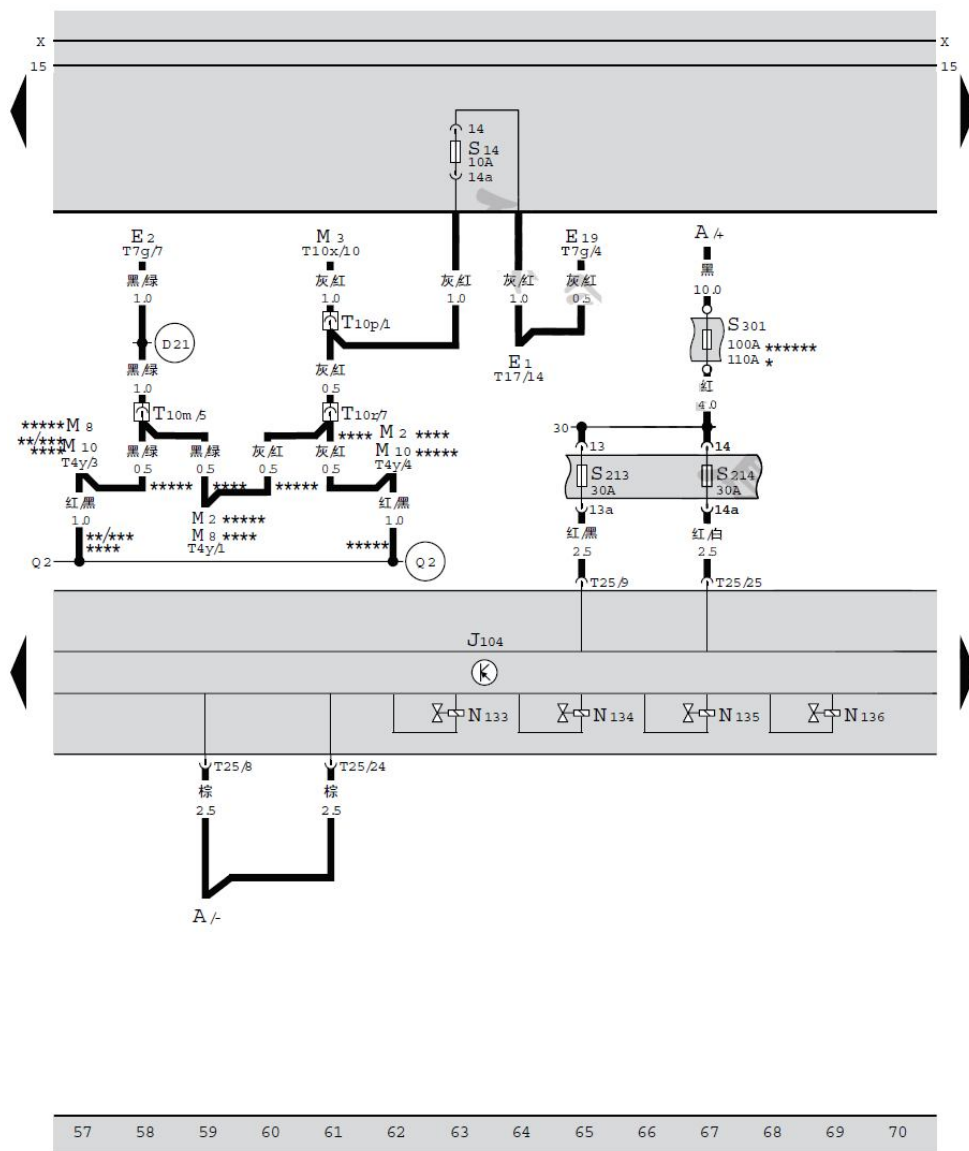 X X
15 15
14
S14
10A
14a
E2
T7g/7
M3
T10x/10
E19
T7g/4
A/+
黑/绿
灰/红
灰/红
灰/红
灰/红
黑
1.0
1.0
1.0
1.0
0.5
10.0
T10p/1
D21
S301
100A ******
110A *
E1
T17/14
黑/绿
灰/红
红
1.0
0.5
4.0
T10m/5
T10r/7
30
13
14
*****M8
**/***
****
M10
T4y/3
黑/绿
黑/绿
灰/红
灰/红
**** M2 ****
M10 *****
T4y/4
0.5
0.5
0.5
0.5
*****
****
*****
S213
30A
S214
30A
红/黑
红/黑
1.0
1.0
M2 *****
M8 ****
T4y/1
13a
14a
**/***
****
*****
红/黑
红/白
2.5
2.5
Q2
Q2
T25/9
T25/25
J104
N133
N134
N135
N136
T25/8
T25/24
棕
棕
2.5
2.5
A/-
57 58 59 60 61 62 63 64 65 66 67 68 69 70